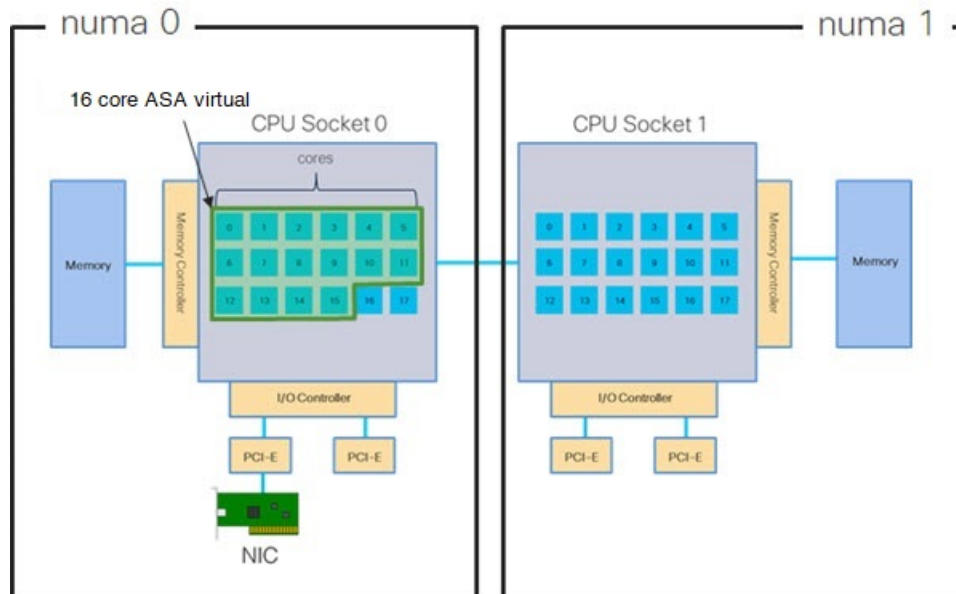 numa 0
numa 1
16 core ASA virtual
CPU Socket 0
CPU Socket 1
cores
0 1 2 3 4 5
0 1 2 3 4 5
Memory
Memory Controller
6 7 8 9 10 11
6 7 8 9 10 11
Memory Controller
Memory
12 13 14 15 16 17
12 13 14 15 16 17
I/O Controller
I/O Controller
PCI-E
PCI-E
PCI-E
PCI-E
NIC